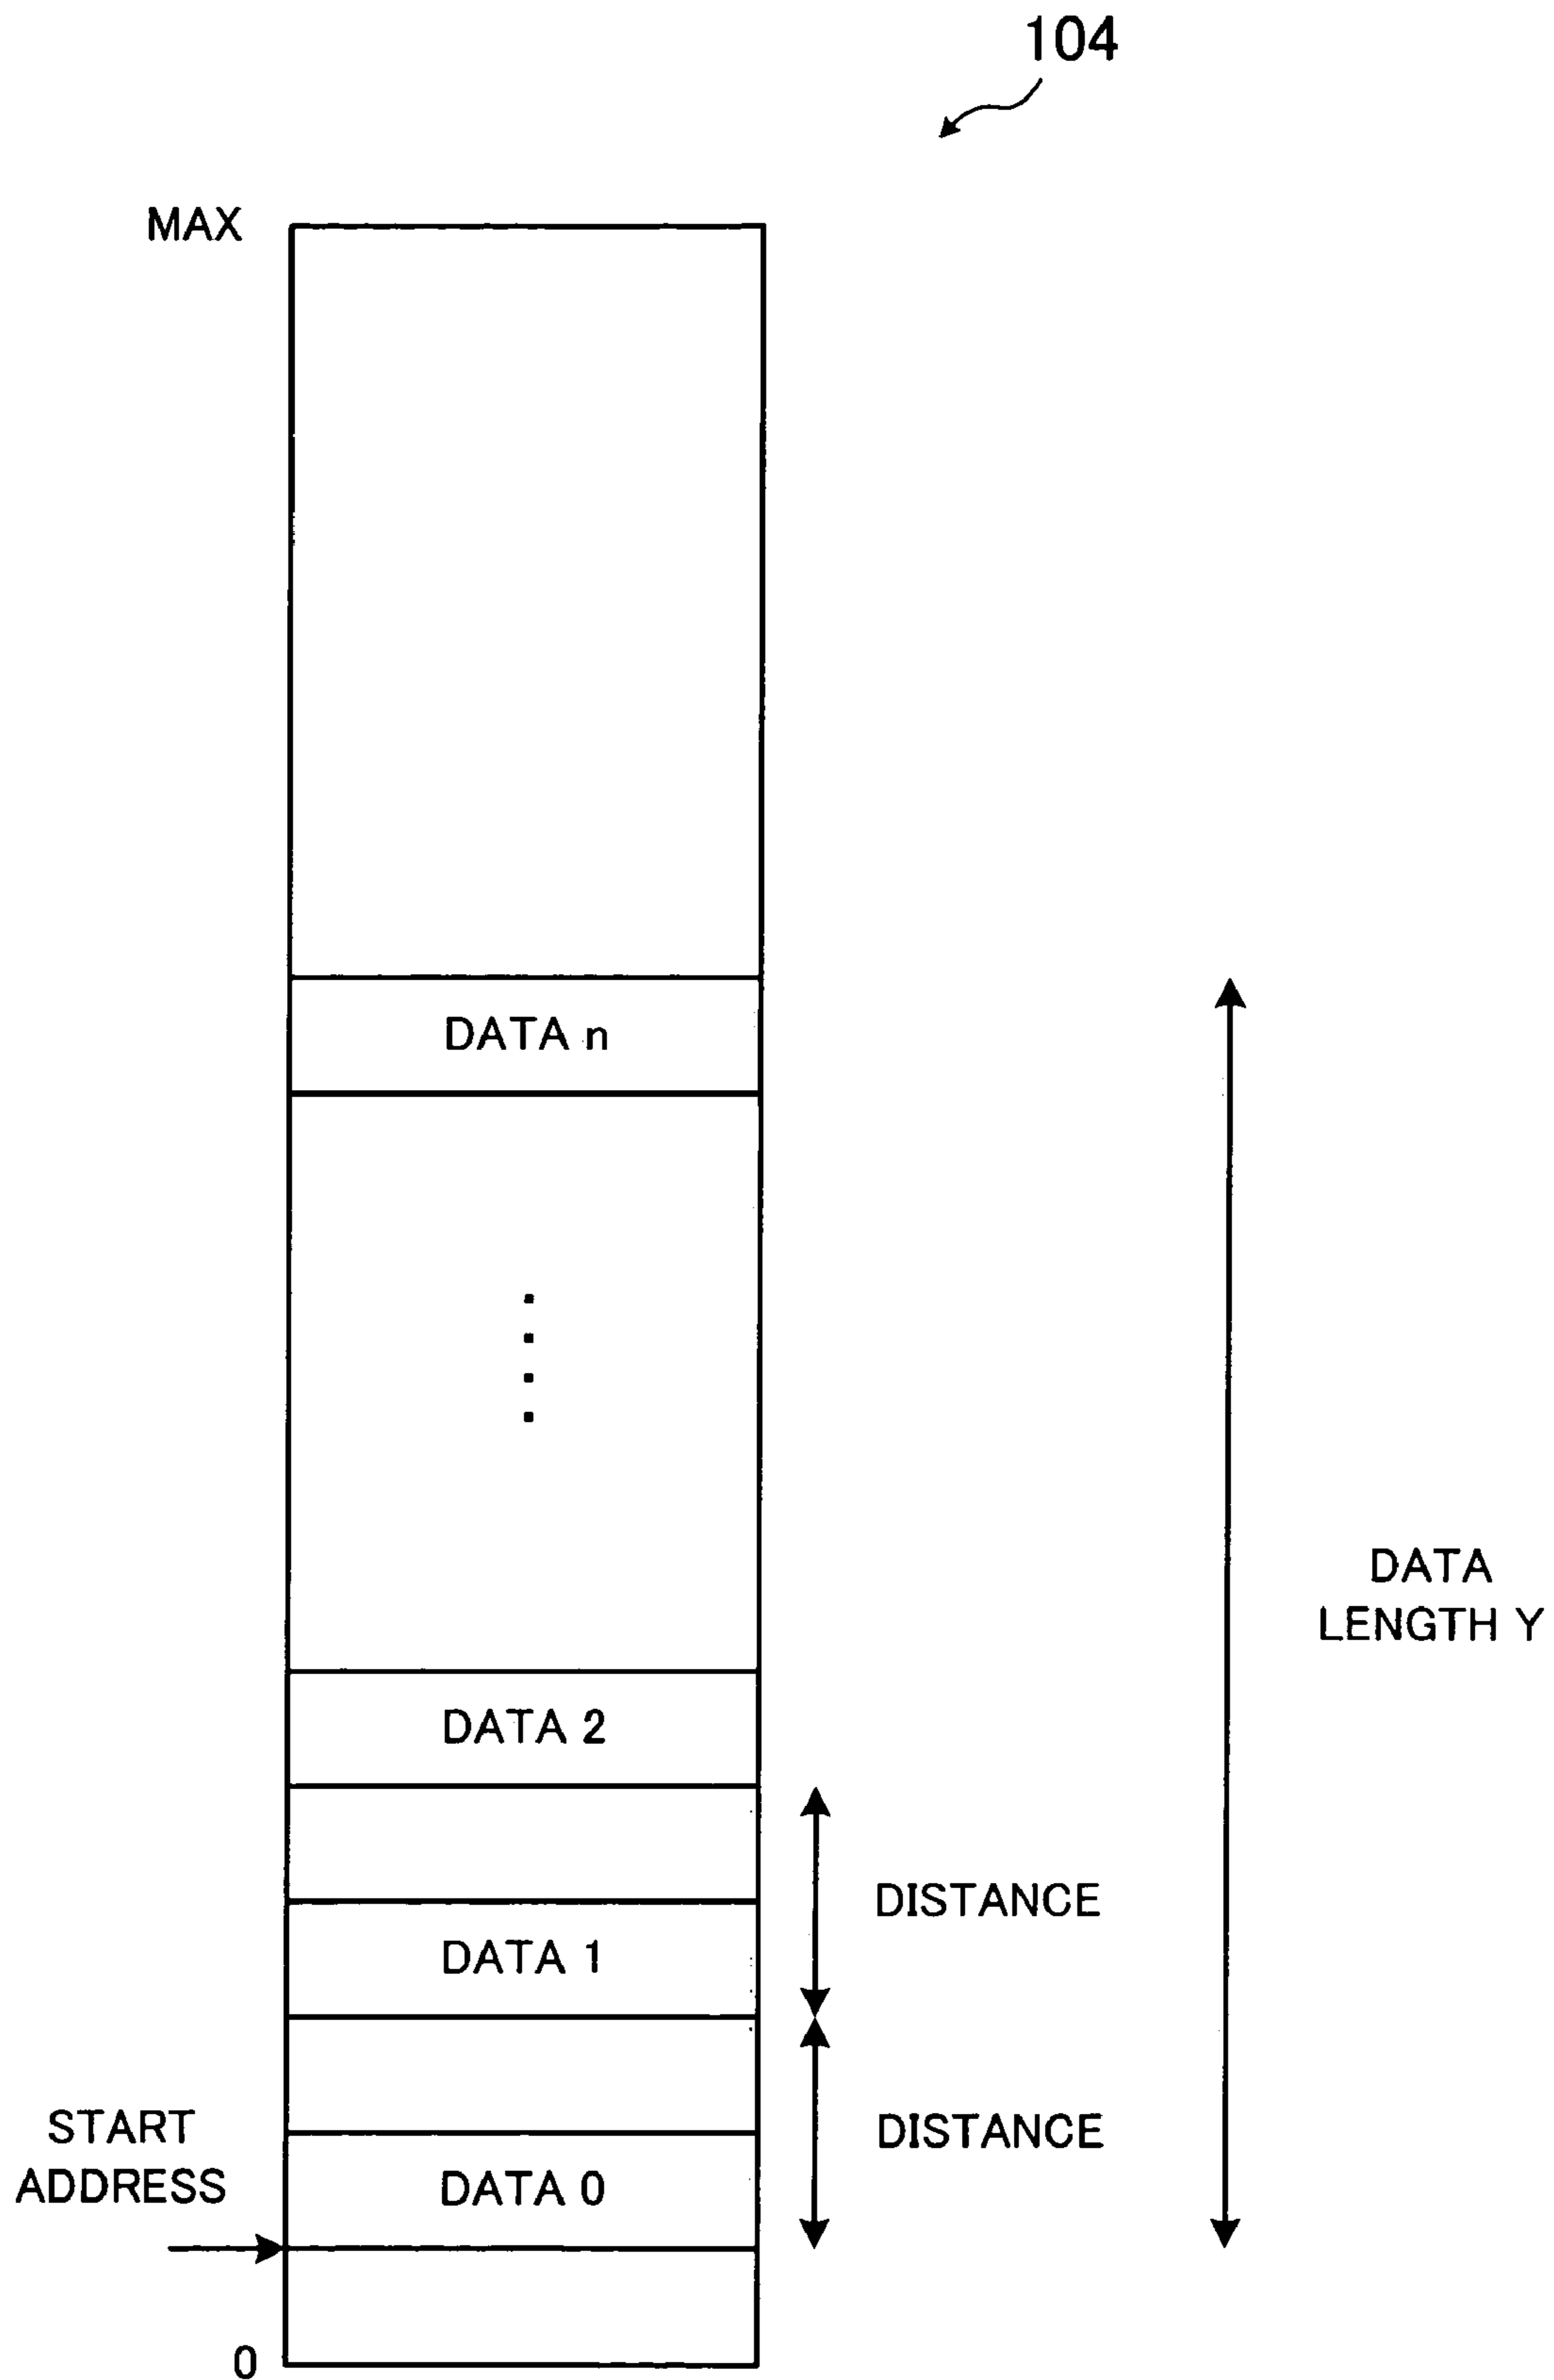 104
MAX
DATA n
DATA
LENGTH Y
DATA 2
DISTANCE
DATA 1
DISTANCE
START
ADDRESS
DATA 0
0